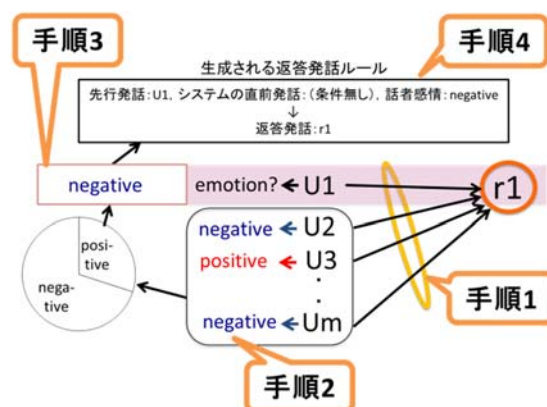 手順3
手順4
生成される返答発話ルール
先行発話:U1, システムの直前発話:(条件無し), 話者感情:negative
↓
返答発話:r1
negative
emotion?
U1
r1
posi-
tive
nega-
tive
negative
U2
positive
U3
・
・
negative
Um
手順1
手順2